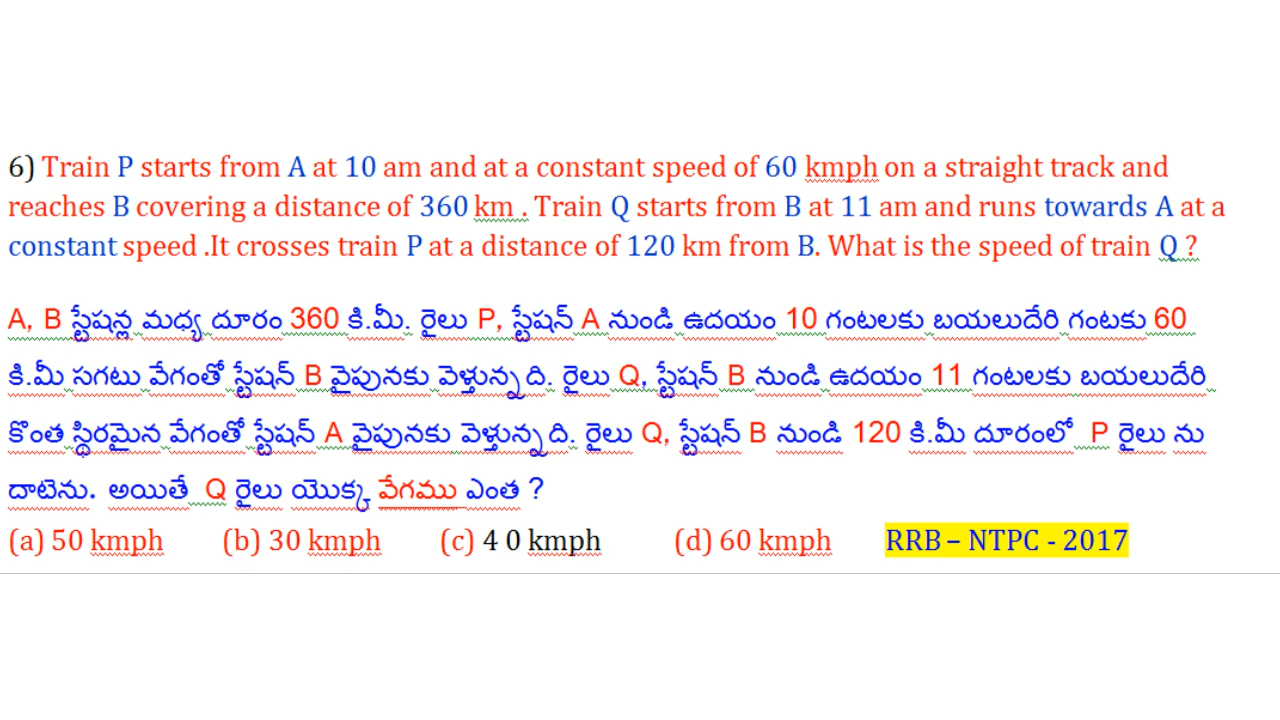 6) Train P starts from A at 10 am and at a constant speed of 60 kmph on a straight track and
reaches B covering a distance of 360 km . Train Q starts from B at 11 am and runs towards A at a
constant speed .It crosses train P at a distance of 120 km from B. What is the speed of train Q ?
A, B స్టేషన్ల మధ్య దూరం 360 కి.మీ. రైలు P, స్టేషన్ A నుండి ఉదయం 10 గంటలకు బయలుదేరి గంటకు 60
కి.మీ సగటు వేగంతో స్టేషన్ B వైపునకు వెళ్తున్నది. రైలు Q, స్టేషన్ B నుండి ఉదయం 11 గంటలకు బయలుదేరి
కొంత స్థిరమైన వేగంతో స్టేషన్ A వైపునకు వెళ్తున్నది. రైలు Q, స్టేషన్ B నుండి 120 కి.మీ దూరంలో P రైలు ను
దాటెను. అయితే Q రైలు యొక్క వేగము ఎంత ?
(a) 50 kmph (b) 30 kmph (c) 4 0 kmph (d) 60 kmph RRB – NTPC - 2017